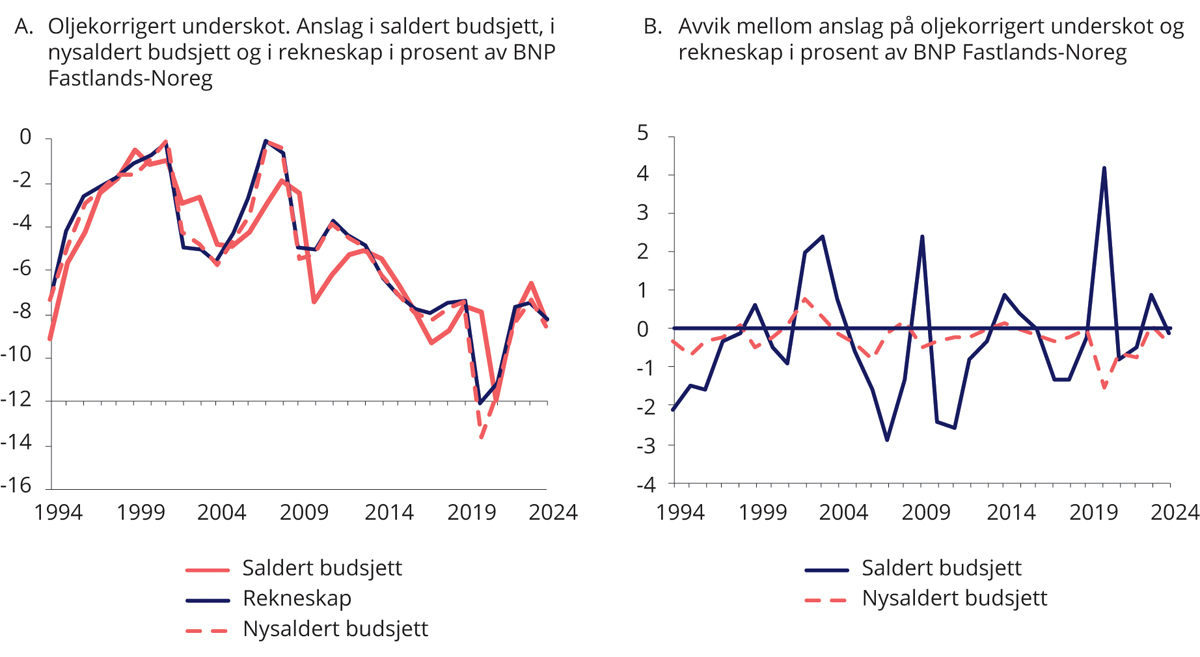 A. Oljekorrigert underskot. Anslag i saldert budsjett, i
nysaldert budsjett og i rekneskap i prosent av BNP
Fastlands-Noreg
0
-2
-4
-6
-8
-10
-12
-14
-16
1994 1999 2004 2009 2014 2019 2024
Saldert budsjett
Rekneskap
Nysaldert budsjett
B. Avvik mellom anslag på oljekorrigert underskot og
rekneskap i prosent av BNP Fastlands-Noreg
5
4
3
2
1
0
-1
-2
-3
-4
1994 1999 2004 2009 2014 2019 2024
Saldert budsjett
Nysaldert budsjett